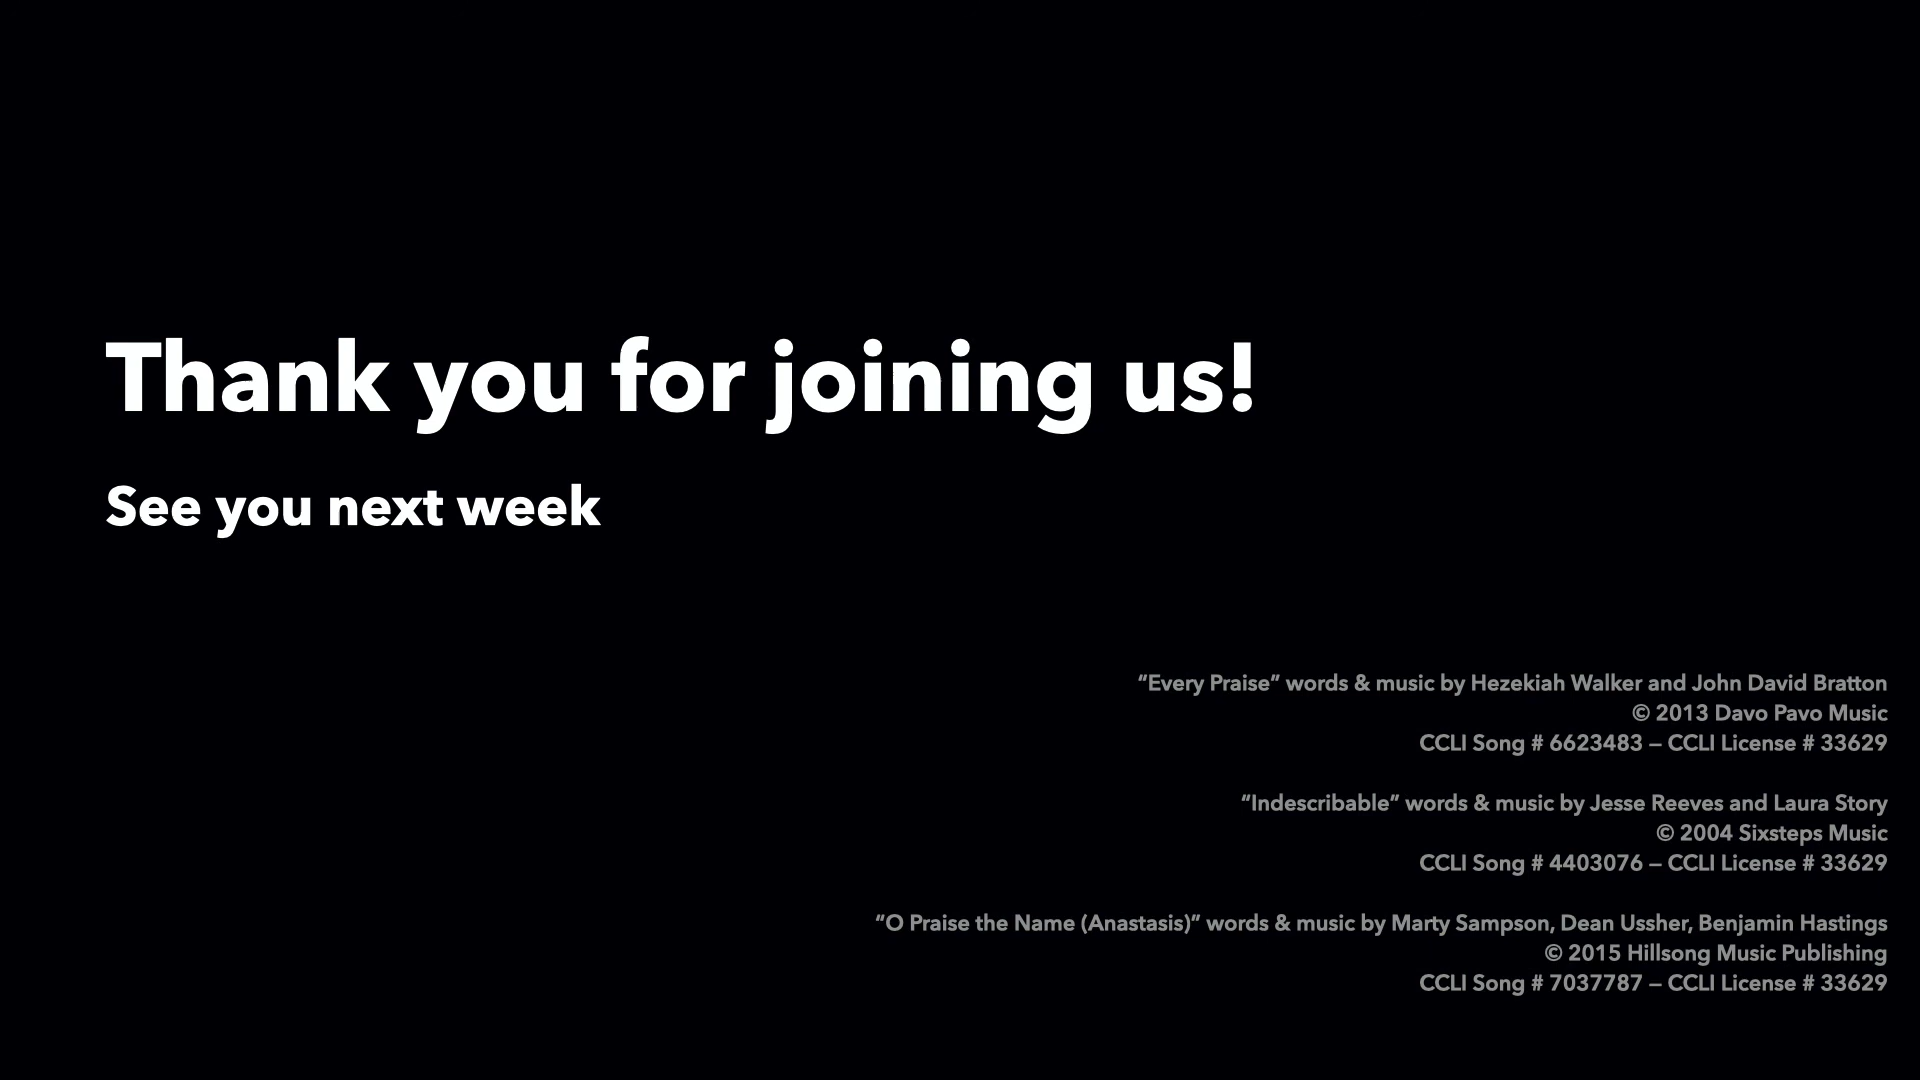 Thank you for joining us!
See you next week
“Every Praise” words & music by Hezekiah Walker and John David Bratton
© 2013 Davo Pavo Music
CCLI Song # 6623483 – CCLI License # 33629
“Indescribable” words & music by Jesse Reeves and Laura Story
© 2004 Sixsteps Music
CCLI Song # 4403076 – CCLI License # 33629
“O Praise the Name (Anastasis)” words & music by Marty Sampson, Dean Ussher, Benjamin Hastings
© 2015 Hillsong Music Publishing
CCLI Song # 7037787 – CCLI License # 33629